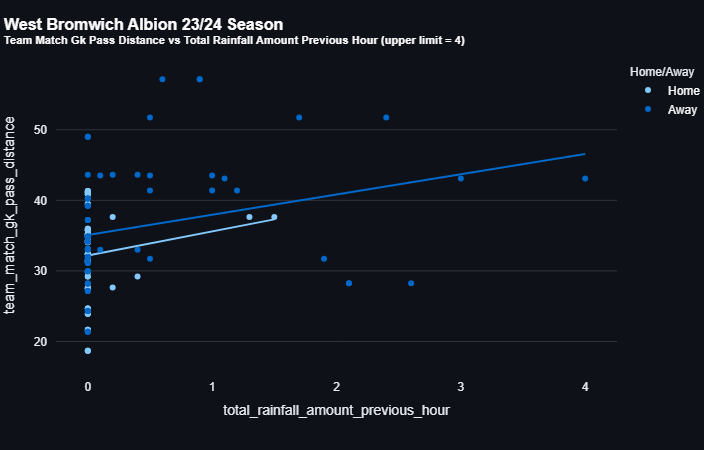 West Bromwich Albion 23/24 Season
Team Match Gk Pass Distance vs Total Rainfall Amount Previous Hour (upper limit = 4)
Home/Away
Home
Away
team_match_gk_pass_distance
50
40
30
20
0
1
2
3
4
total_rainfall_amount_previous_hour